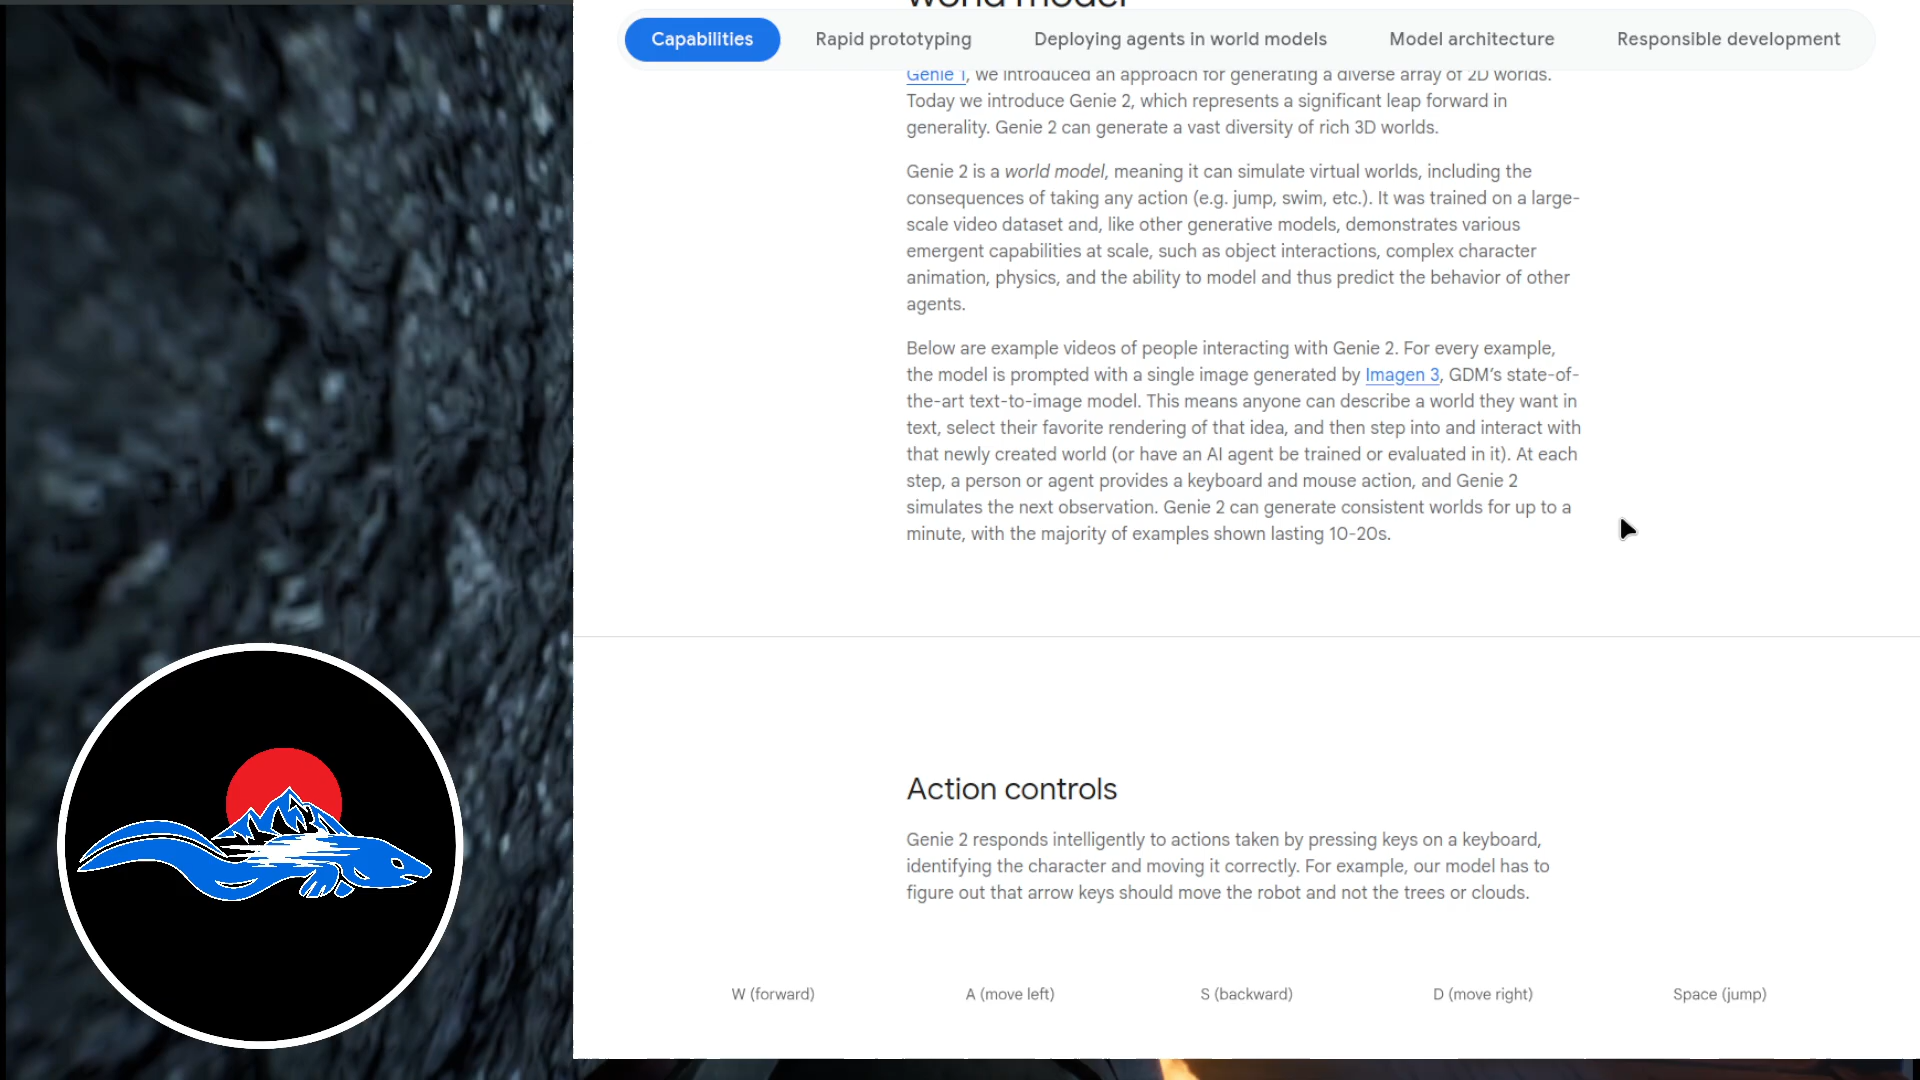 world model
Capabilities
Rapid prototyping
Deploying agents in world models
Model architecture
Responsible development
Genie 1, we introduced an approach for generating a diverse array of 2D worlds.
Today we introduce Genie 2, which represents a significant leap forward in
generality. Genie 2 can generate a vast diversity of rich 3D worlds.
Genie 2 is a world model, meaning it can simulate virtual worlds, including the
consequences of taking any action (e.g. jump, swim, etc.). It was trained on a large-
scale video dataset and, like other generative models, demonstrates various
emergent capabilities at scale, such as object interactions, complex character
animation, physics, and the ability to model and thus predict the behavior of other
agents.
Below are example videos of people interacting with Genie 2. For every example,
the model is prompted with a single image generated by Imagen 3, GDM's state-of-
the-art text-to-image model. This means anyone can describe a world they want in
text, select their favorite rendering of that idea, and then step into and interact with
that newly created world (or have an AI agent be trained or evaluated in it). At each
step, a person or agent provides a keyboard and mouse action, and Genie 2
simulates the next observation. Genie 2 can generate consistent worlds for up to a
minute, with the majority of examples shown lasting 10-20s.
Action controls
Genie 2 responds intelligently to actions taken by pressing keys on a keyboard,
identifying the character and moving it correctly. For example, our model has to
figure out that arrow keys should move the robot and not the trees or clouds.
W (forward)
A (move left)
S (backward)
D (move right)
Space (jump)